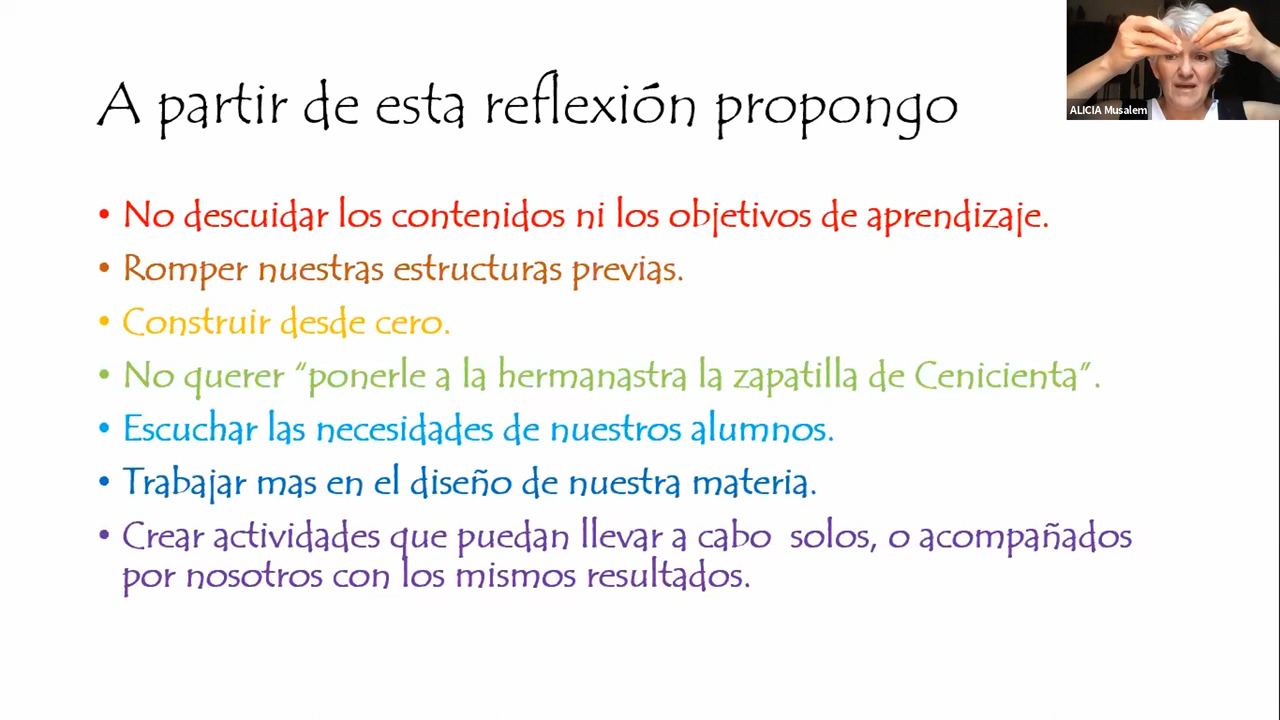 A partir de esta reflexión propongo
ALICIA Musalem
• No descuidar los contenidos ni los objetivos de aprendizaje.
• Romper nuestras estructuras previas.
• Construir desde cero.
• No querer “ponerle a la hermanastra la zapatilla de Cenicienta”.
• Escuchar las necesidades de nuestros alumnos.
• Trabajar mas en el diseño de nuestra materia.
• Crear actividades que puedan llevar a cabo  solos, o acompañados
por nosotros con los mismos resultados.